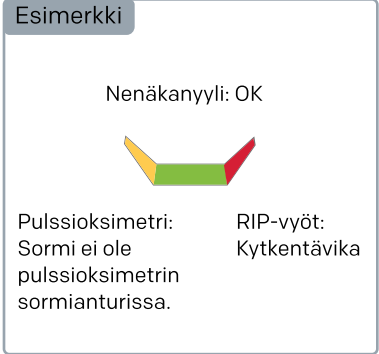 Esimerkki
Nenäkanyyli: OK
Pulssioksimetri:
Sormi ei ole
pulssioksimetrin
sormianturissa.
RIP-vyöt:
Kytkentävika